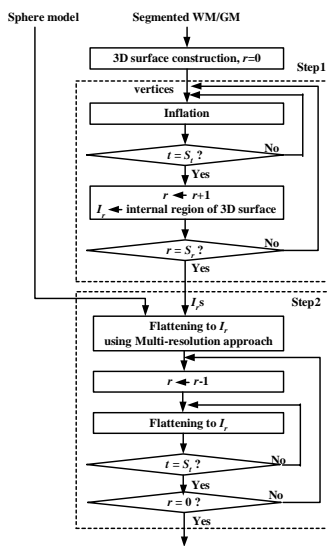 Sphere model
Segmented WM/GM
3D surface construction, r=0
Step1
vertices
Inflation
t = St ?
No
Yes
r ← r+1
Ir ← internal region of 3D surface
r = Sr ?
No
Yes
Irs
Step2
Flattening to Ir
using Multi-resolution approach
r ← r-1
Flattening to Ir
t = St ?
No
Yes
r = 0 ?
No
Yes